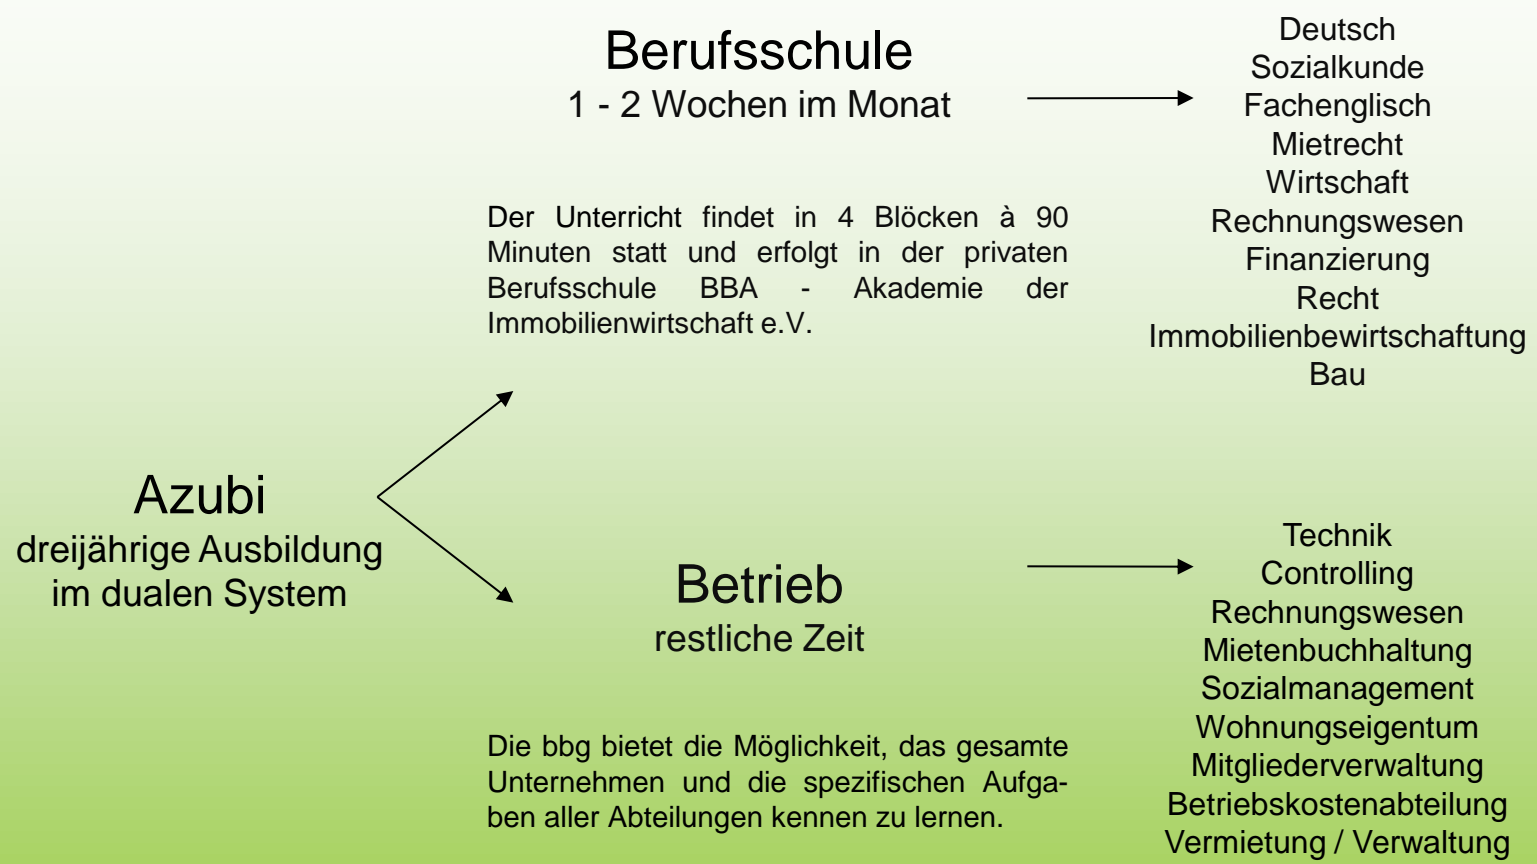 Berufsschule
1 - 2 Wochen im Monat
Der Unterricht findet in 4 Blöcken à 90
Minuten statt und erfolgt in der privaten
Berufsschule BBA - Akademie der
Immobilienwirtschaft e.V.
Deutsch
Sozialkunde
Fachenglisch
Mietrecht
Wirtschaft
Rechnungswesen
Finanzierung
Recht
Immobilienbewirtschaftung
Bau
Azubi
dreijährige Ausbildung
im dualen System
Betrieb
restliche Zeit
Die bbg bietet die Möglichkeit, das gesamte
Unternehmen und die spezifischen Aufga-
ben aller Abteilungen kennen zu lernen.
Technik
Controlling
Rechnungswesen
Mietenbuchhaltung
Sozialmanagement
Wohnungseigentum
Mitgliederverwaltung
Betriebskostenabteilung
Vermietung / Verwaltung